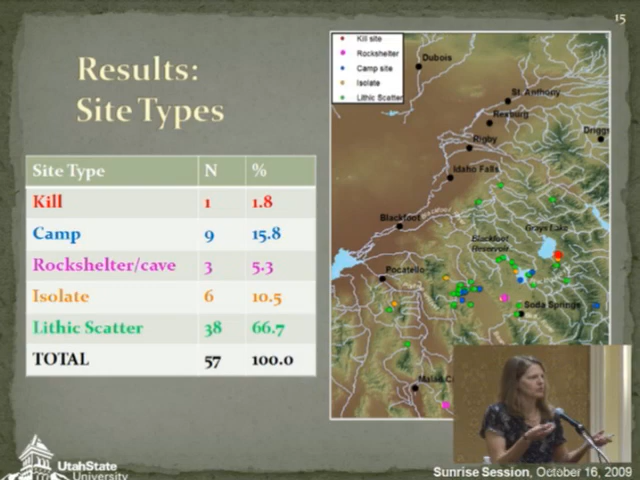 15
Results:
Site Types
Site Type N %
Kill 1 1.8
Camp 9 15.8
Rockshelter/cave 3 5.3
Isolate 6 10.5
Lithic Scatter 38 66.7
TOTAL 57 100.0
Kill site
Rockshelter
Camp site
Isolate
Lithic Scatter
Dubois
St. Anthony
Rexburg
Rigby
Driggs
Idaho Falls
Blackfoot
Grays Lake
Blackfoot
Reservoir
Pocatello
Soda Springs
UtahState
University
Sunrise Session, October 16, 2009